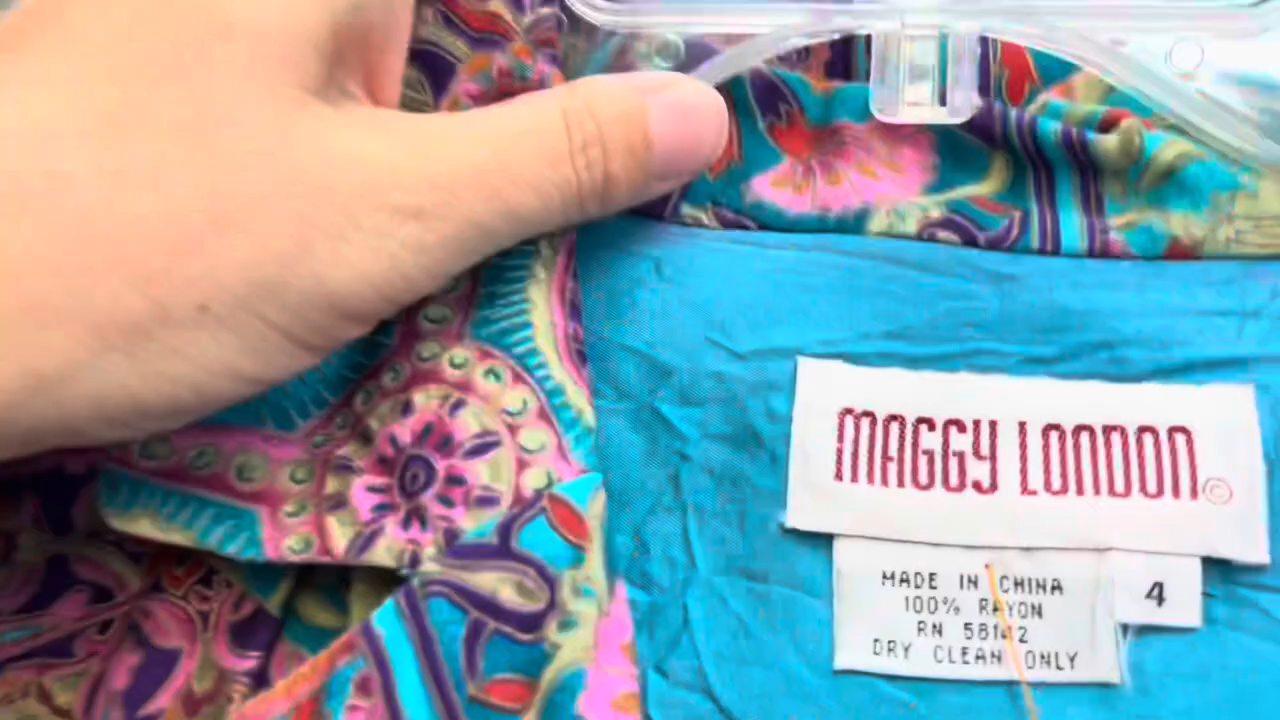 MAGGY LONDON©
MADE IN CHINA
100% RAYON
RN 58142
DRY CLEAN ONLY
4